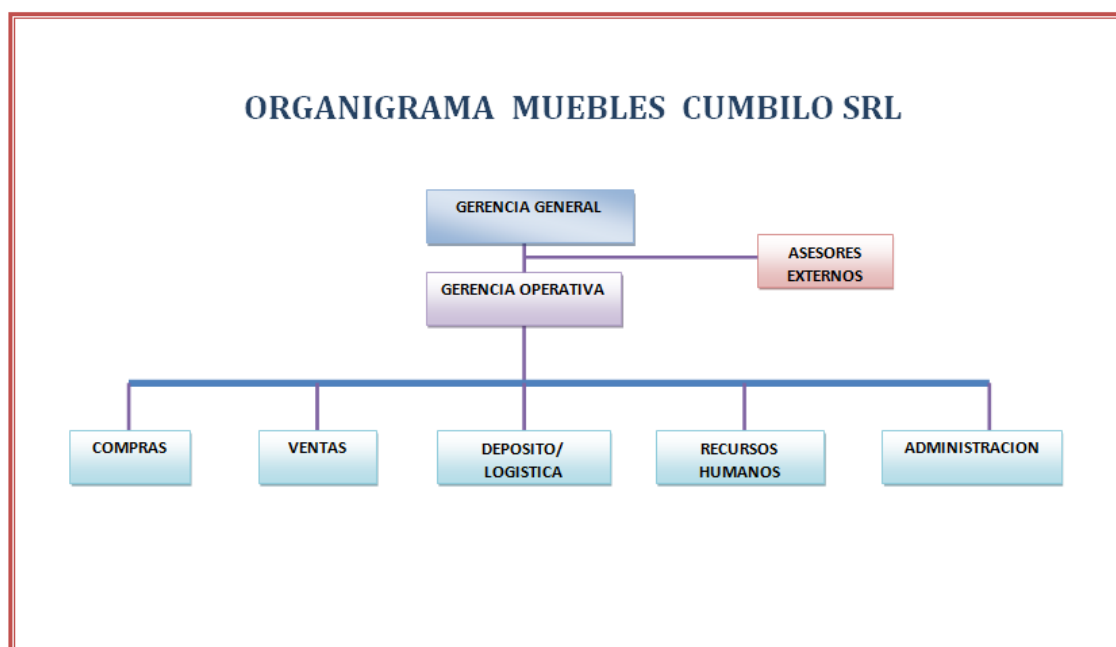 ORGANIGRAMA MUEBLES CUMBILO SRL
GERENCIA GENERAL
ASESORES
EXTERNOS
GERENCIA OPERATIVA
COMPRAS
VENTAS
DEPOSITO/
LOGISTICA
RECURSOS
HUMANOS
ADMINISTRACION